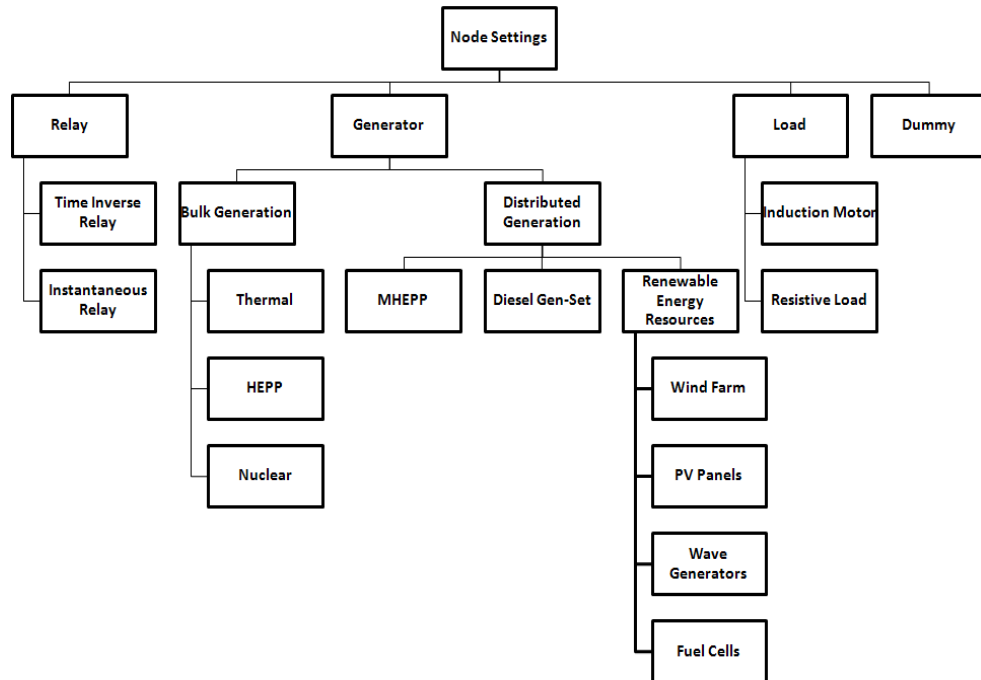 Node Settings
Relay
Generator
Load
Dummy
Time Inverse
Relay
Bulk Generation
Distributed
Generation
Induction Motor
Instantaneous
Relay
Thermal
MHEPP
Diesel Gen-Set
Renewable
Energy
Resources
Resistive Load
HEPP
Wind Farm
Nuclear
PV Panels
Wave
Generators
Fuel Cells